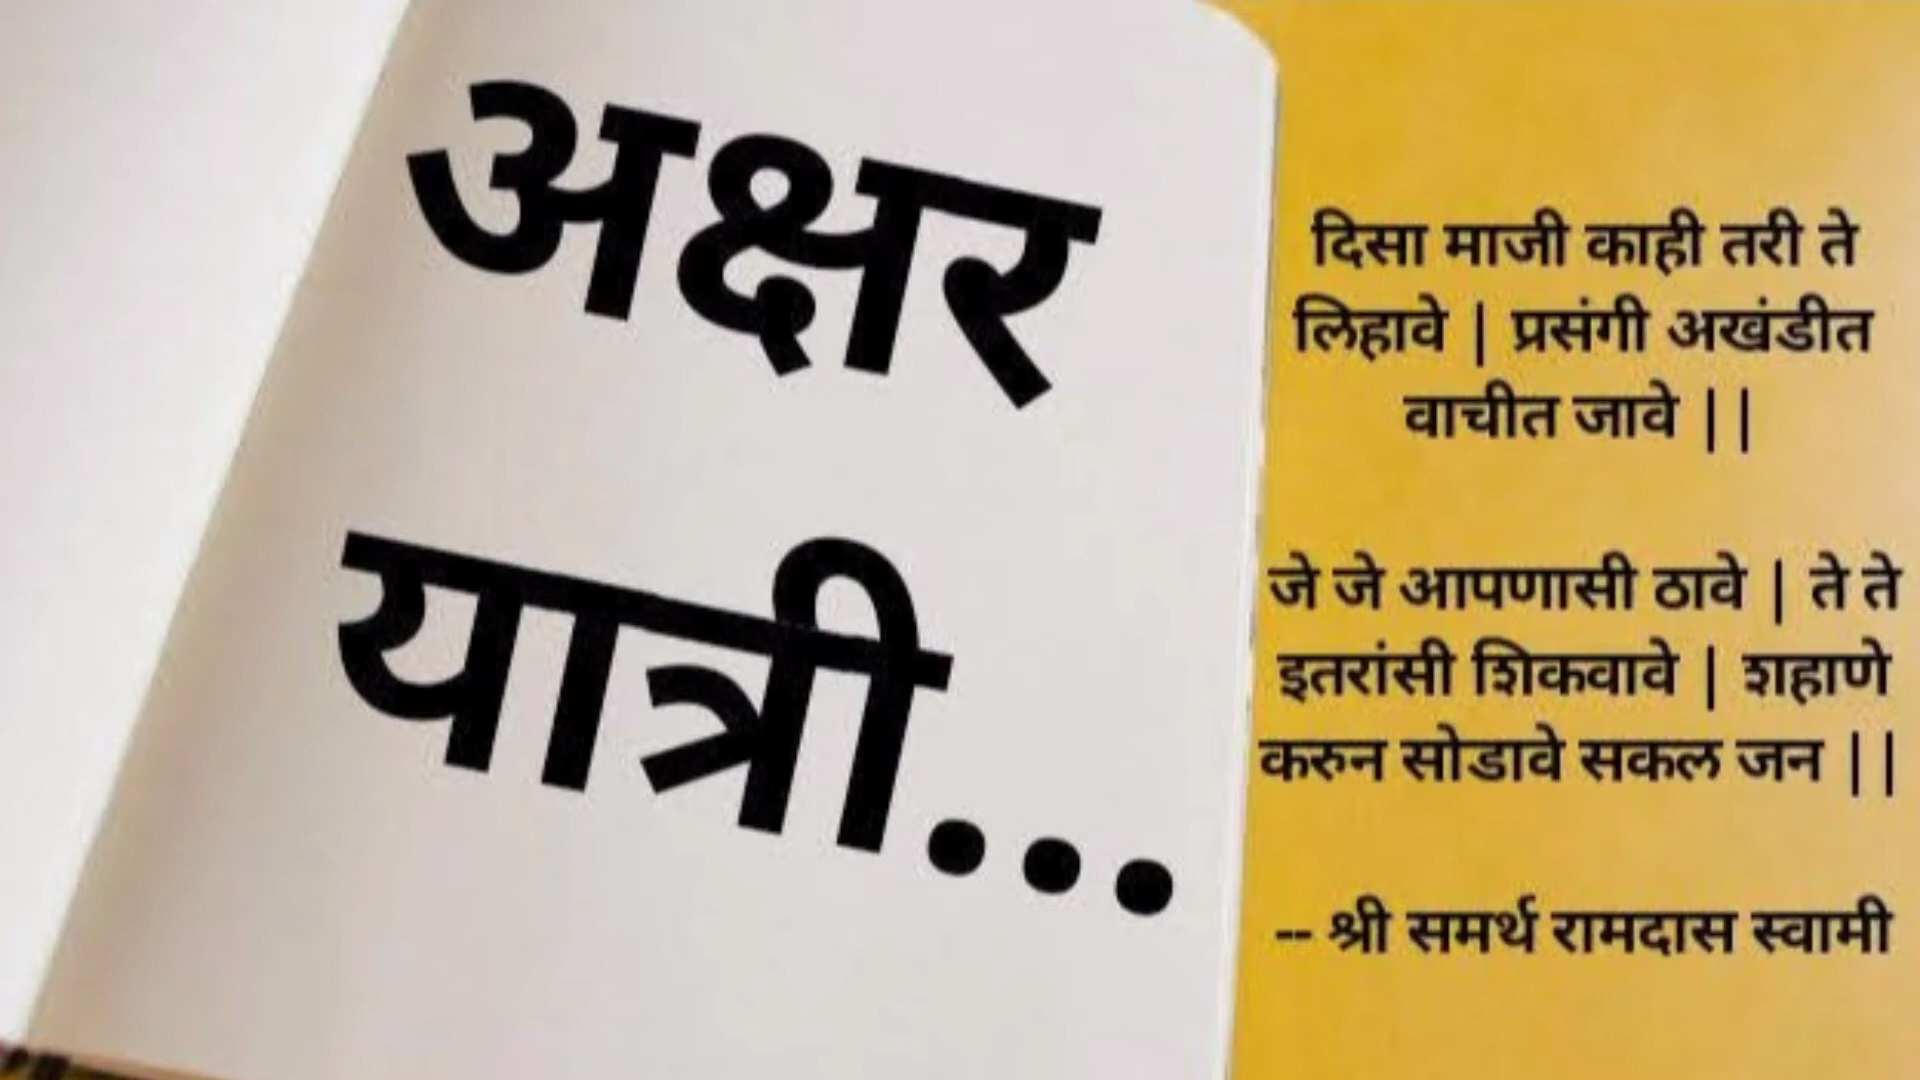 अक्षर
यात्री...
दिसा माजी काही तरी ते
लिहावे | प्रसंगी अखंडीत
वाचीत जावे ||
जे जे आपणासी ठावे | ते ते
इतरांसी शिकवावे | शहाणे
करुन सोडावे सकल जन ||
-- श्री समर्थ रामदास स्वामी